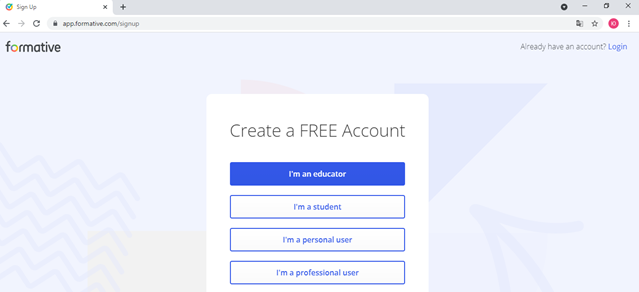 Sign Up
app.formative.com/signup
Ю
formative
Already have an account? Login
Create a FREE Account
I'm an educator
I'm a student
I'm a personal user
I'm a professional user